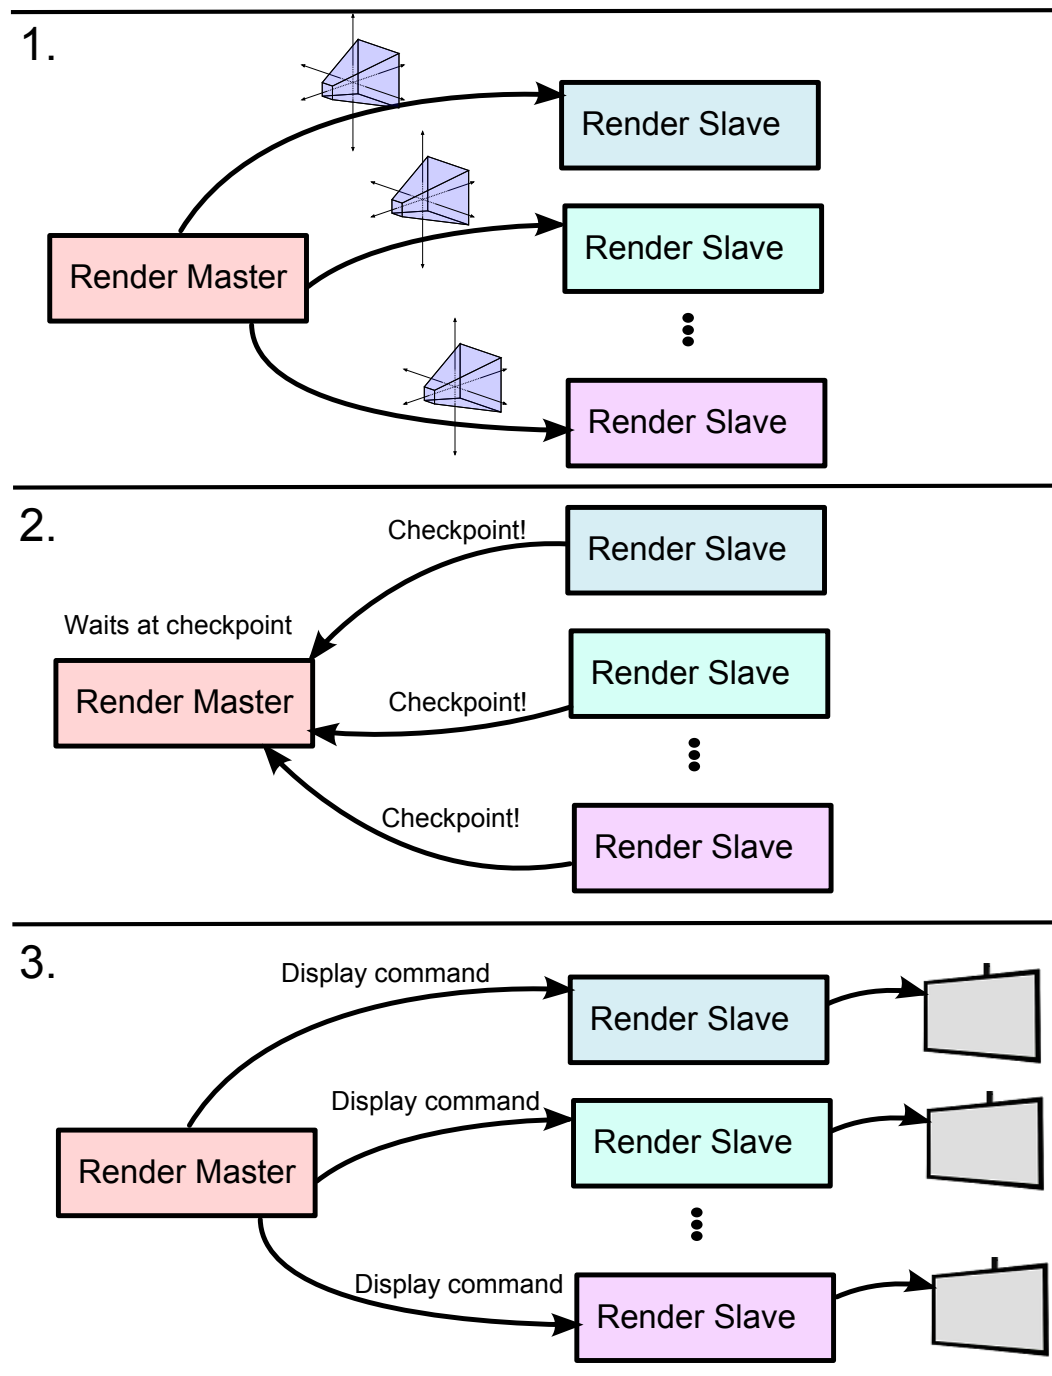 1.
Render Slave
Render Slave
Render Master
Render Slave
2.
Checkpoint!
Render Slave
Waits at checkpoint
Render Slave
Render Master
Checkpoint!
Checkpoint!
Render Slave
3.
Display command
Render Slave
Display command
Render Slave
Render Master
Display command
Render Slave